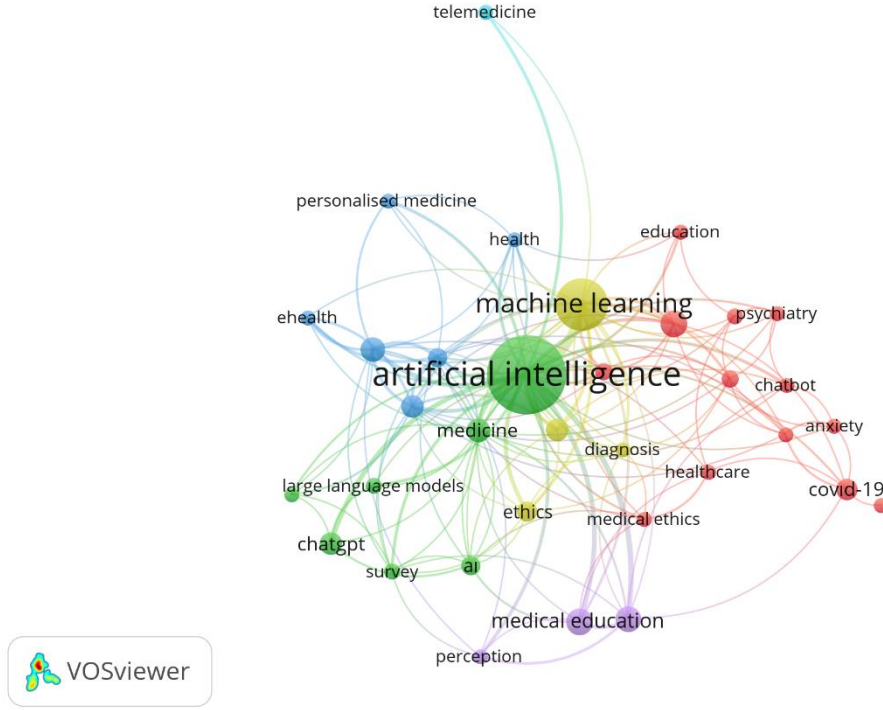 telemedicine
personalised medicine
health
education
machine learning
ehealth
psychiatry
artificial intelligence
chatbot
medicine
anxiety
diagnosis
healthcare
large language models
covid-19
ethics
medical ethics
chatgpt
survey
ai
medical education
perception
VOSviewer